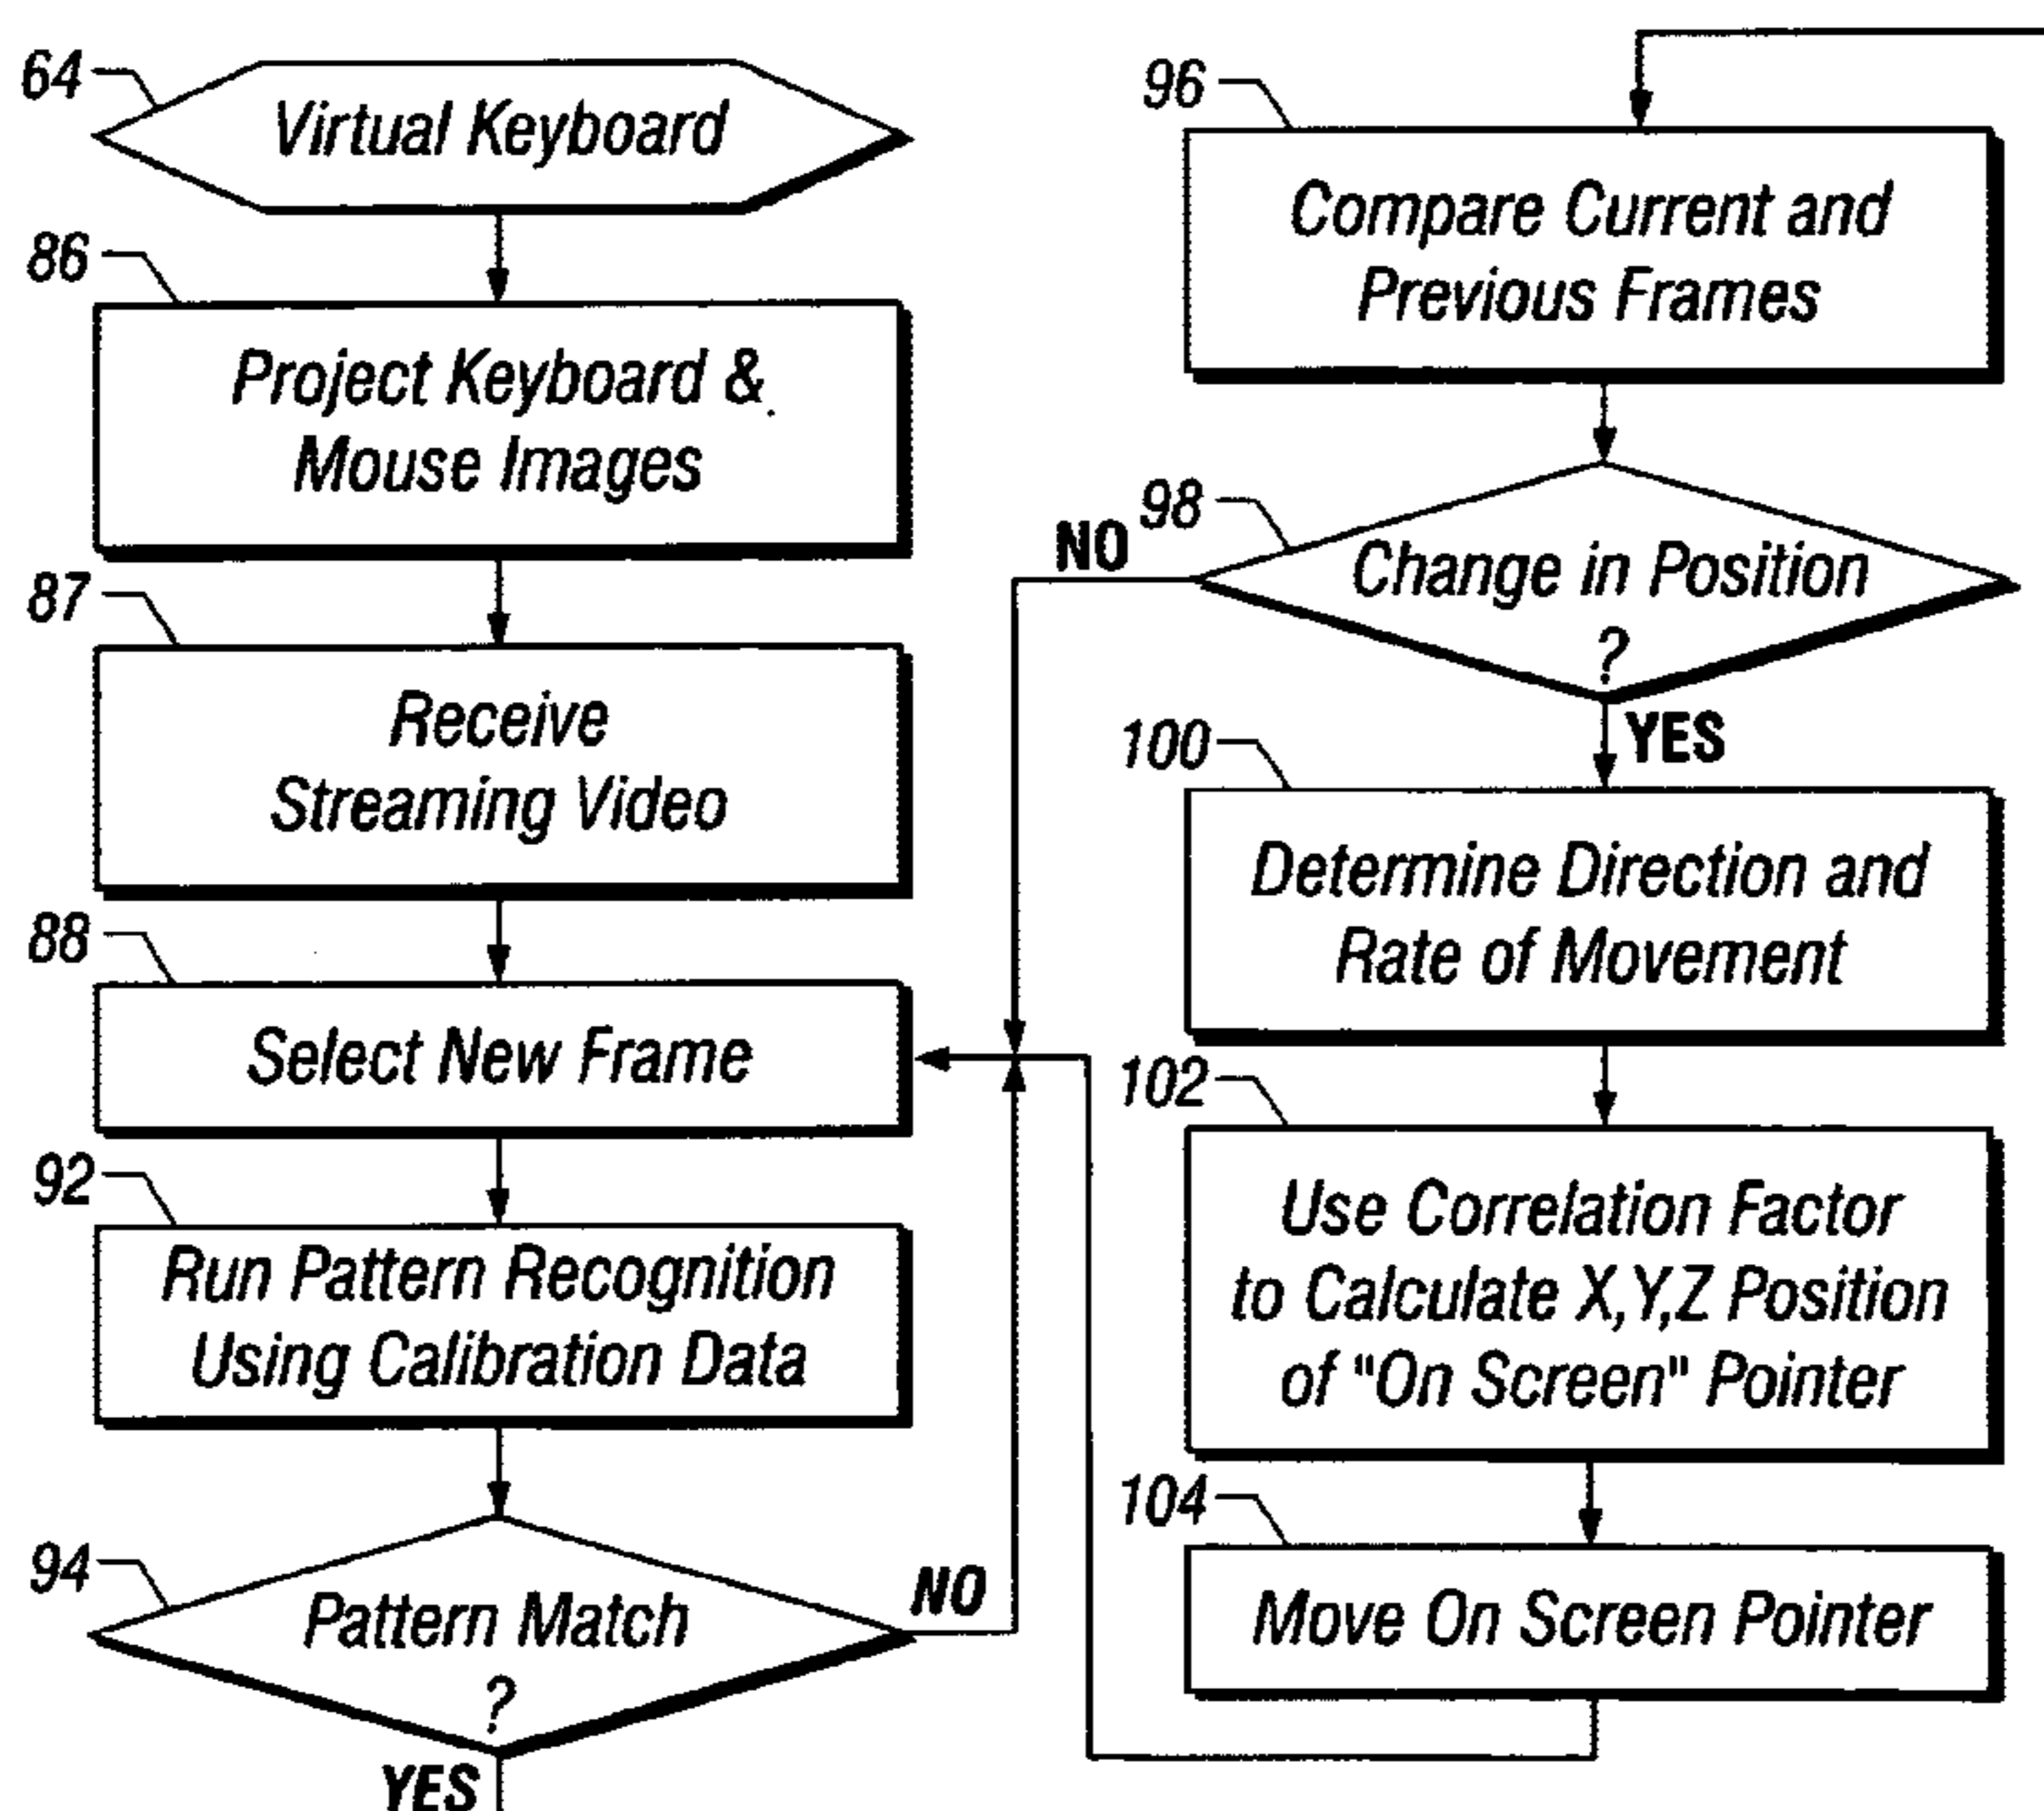 64
Virtual Keyboard
86
Project Keyboard &
Mouse Images
87
Receive
Streaming Video
88
Select New Frame
92
Run Pattern Recognition
Using Calibration Data
94
Pattern Match
?
NO
YES
96
Compare Current and
Previous Frames
98
NO
Change in Position
?
YES
100
Determine Direction and
Rate of Movement
102
Use Correlation Factor
to Calculate X,Y,Z Position
of "On Screen" Pointer
104
Move On Screen Pointer